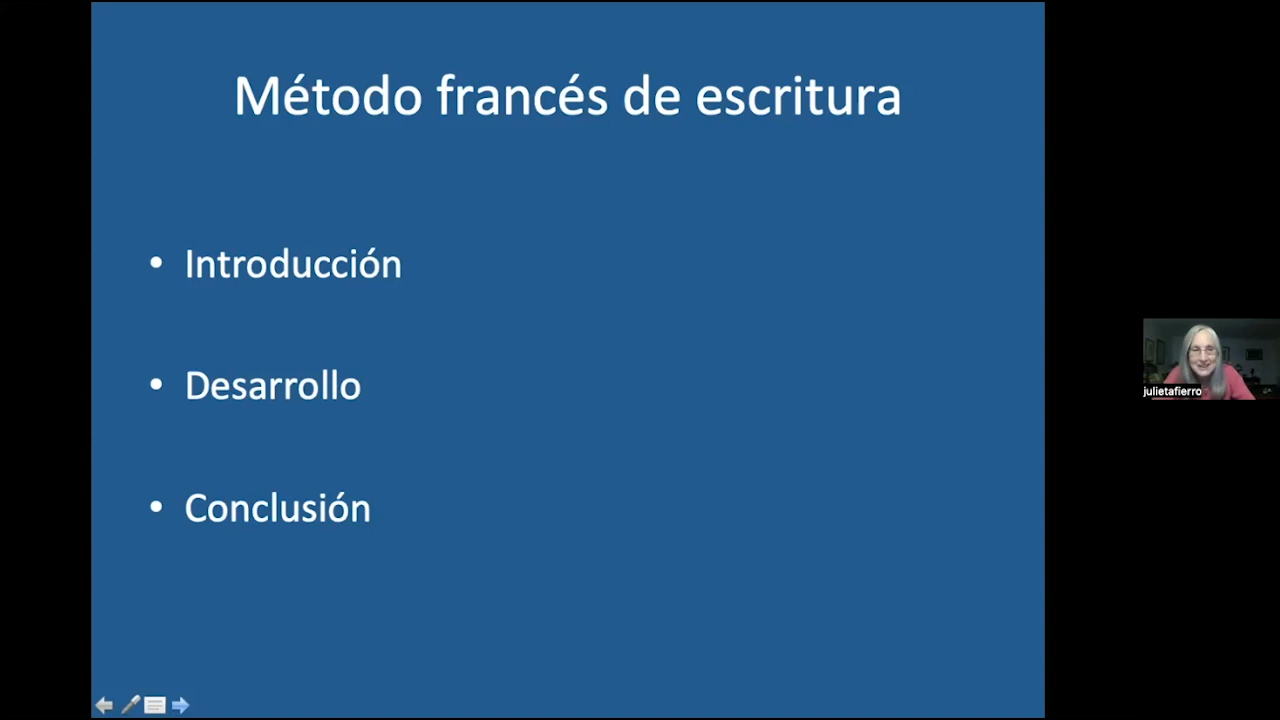 Método francés de escritura
• Introducción
• Desarrollo
• Conclusión
julietafierro